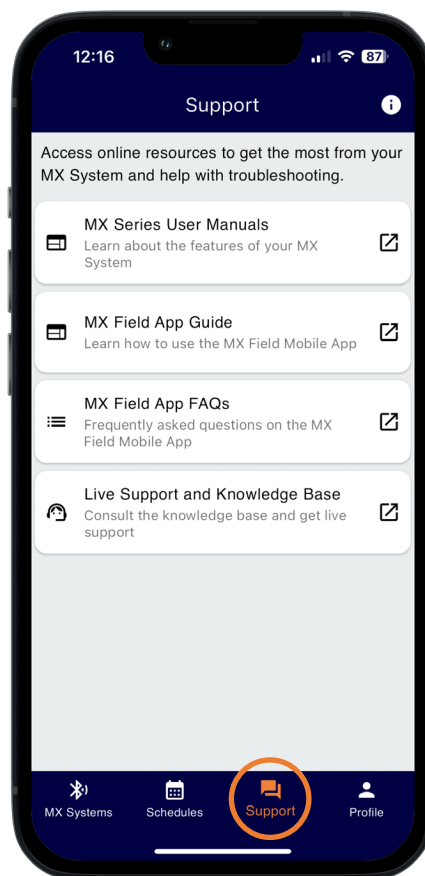 12:16
87
Support
Access online resources to get the most from your
MX System and help with troubleshooting.
MX Series User Manuals
Learn about the features of your MX
System
MX Field App Guide
Learn how to use the MX Field Mobile App
MX Field App FAQs
Frequently asked questions on the MX
Field Mobile App
Live Support and Knowledge Base
Consult the knowledge base and get live
support
MX Systems
Schedules
Support
Profile